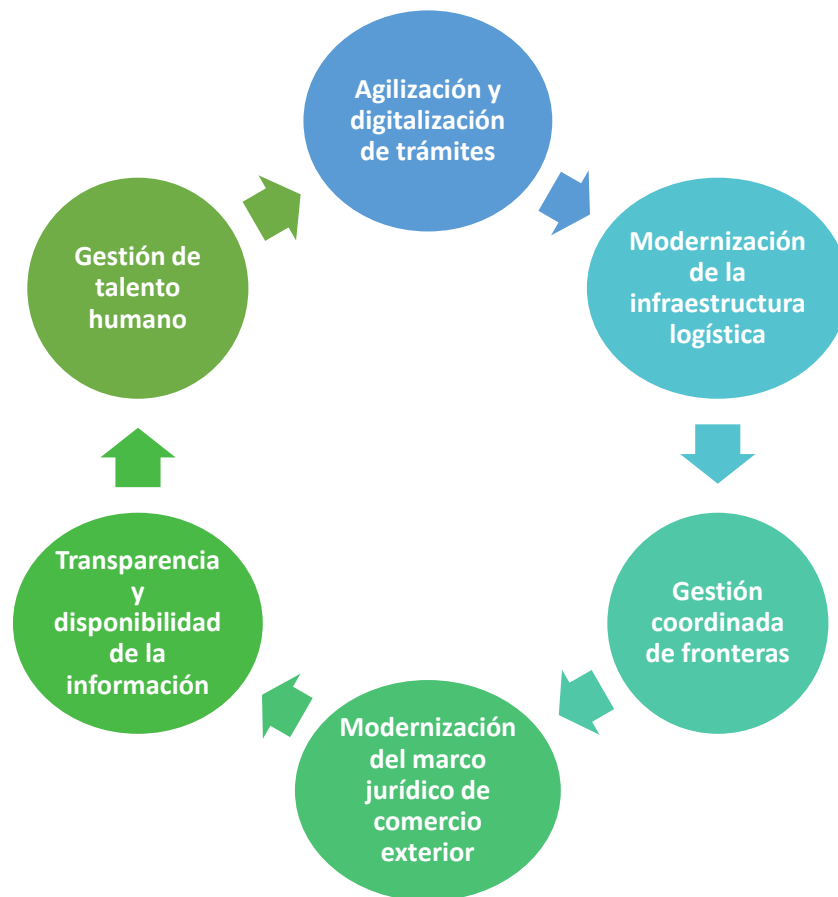 Agilización y
digitalización
de trámites
Modernización
de la
infraestructura
logística
Gestión
coordinada
de fronteras
Modernización
del marco
jurídico de
comercio
exterior
Transparencia
y
disponibilidad
de la
información
Gestión de
talento
humano